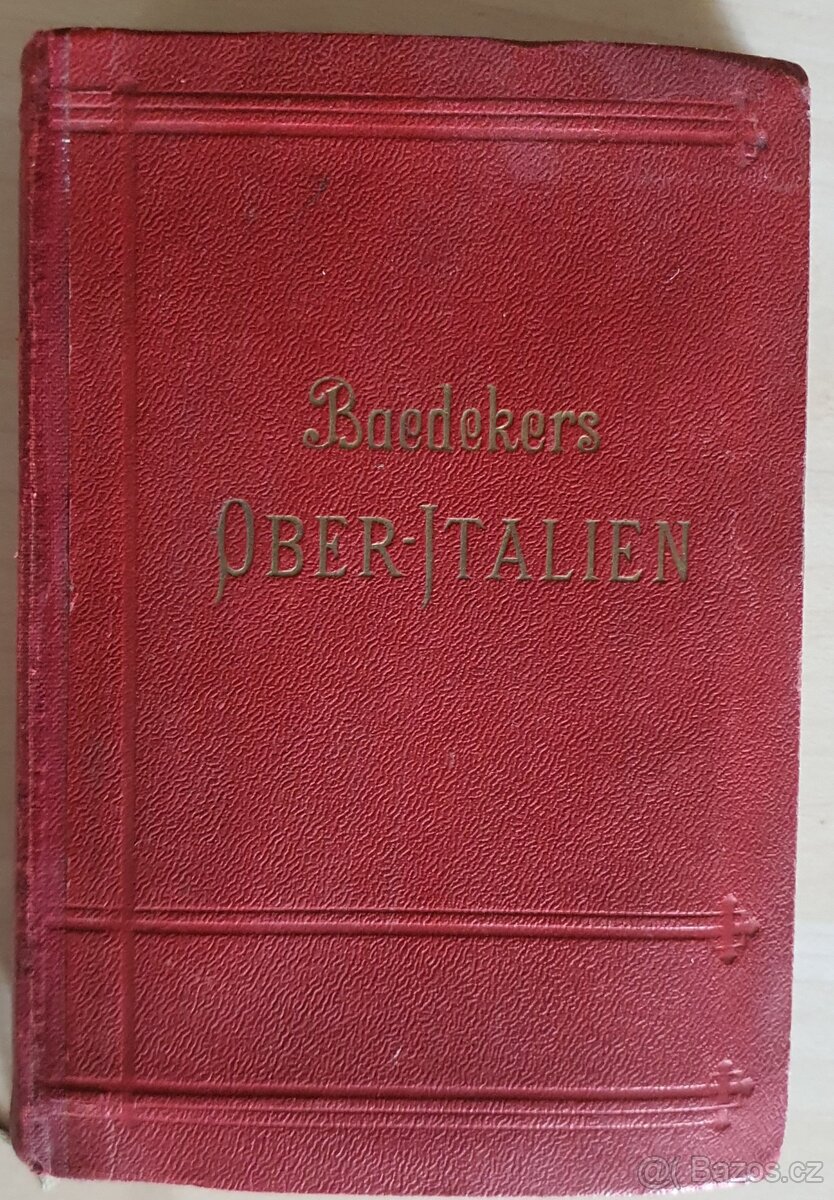 Baedekers
OBER-ITALIEN
@( Bazos.cz